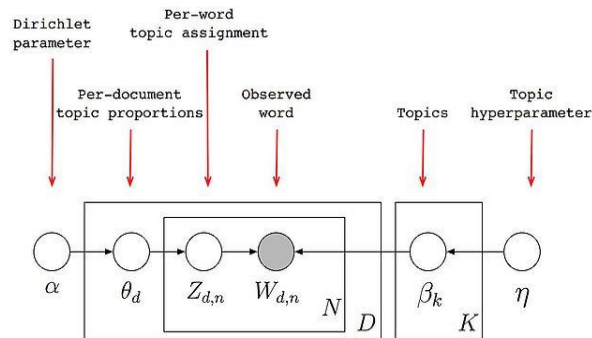 Dirichlet
parameter
Per-word
topic assignment
Per-document
topic proportions
Observed
word
Topics
Topic
hyperparameter
α
θd
Zd,n
Wd,n
N
D
βk
K
η